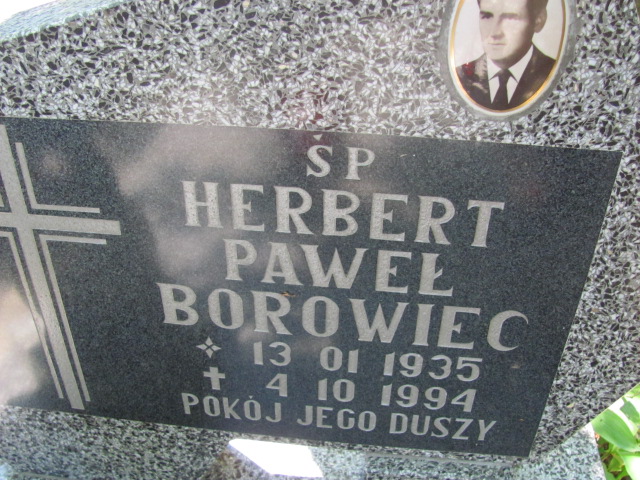 ŚP
HERBERT
PAWEŁ
BOROWIEC
13 01 1935
4 10 1994
POKÓJ JEGO DUSZY